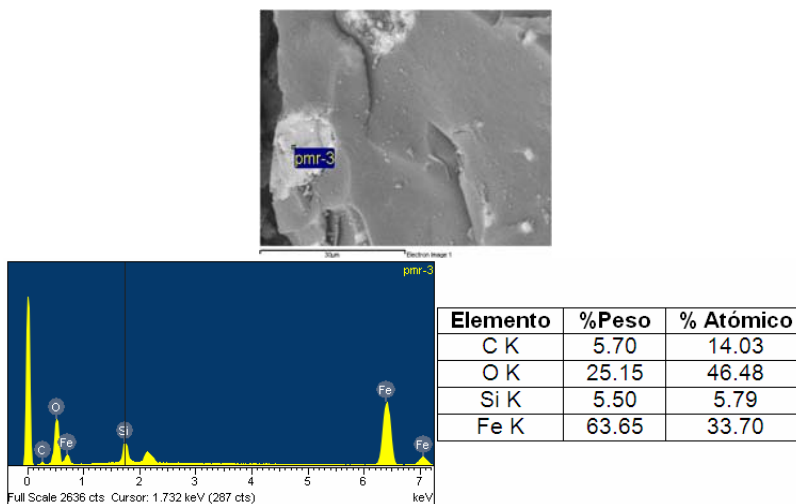 pmr-3
30µm Electron Image 1
pmr-3
O Fe Si Fe
C Fe
0 1 2 3 4 5 6 7
Full Scale 2636 cts Cursor: 1.732 keV (287 cts) keV
Elemento %Peso % Atómico
C K 5.70 14.03
O K 25.15 46.48
Si K 5.50 5.79
Fe K 63.65 33.70